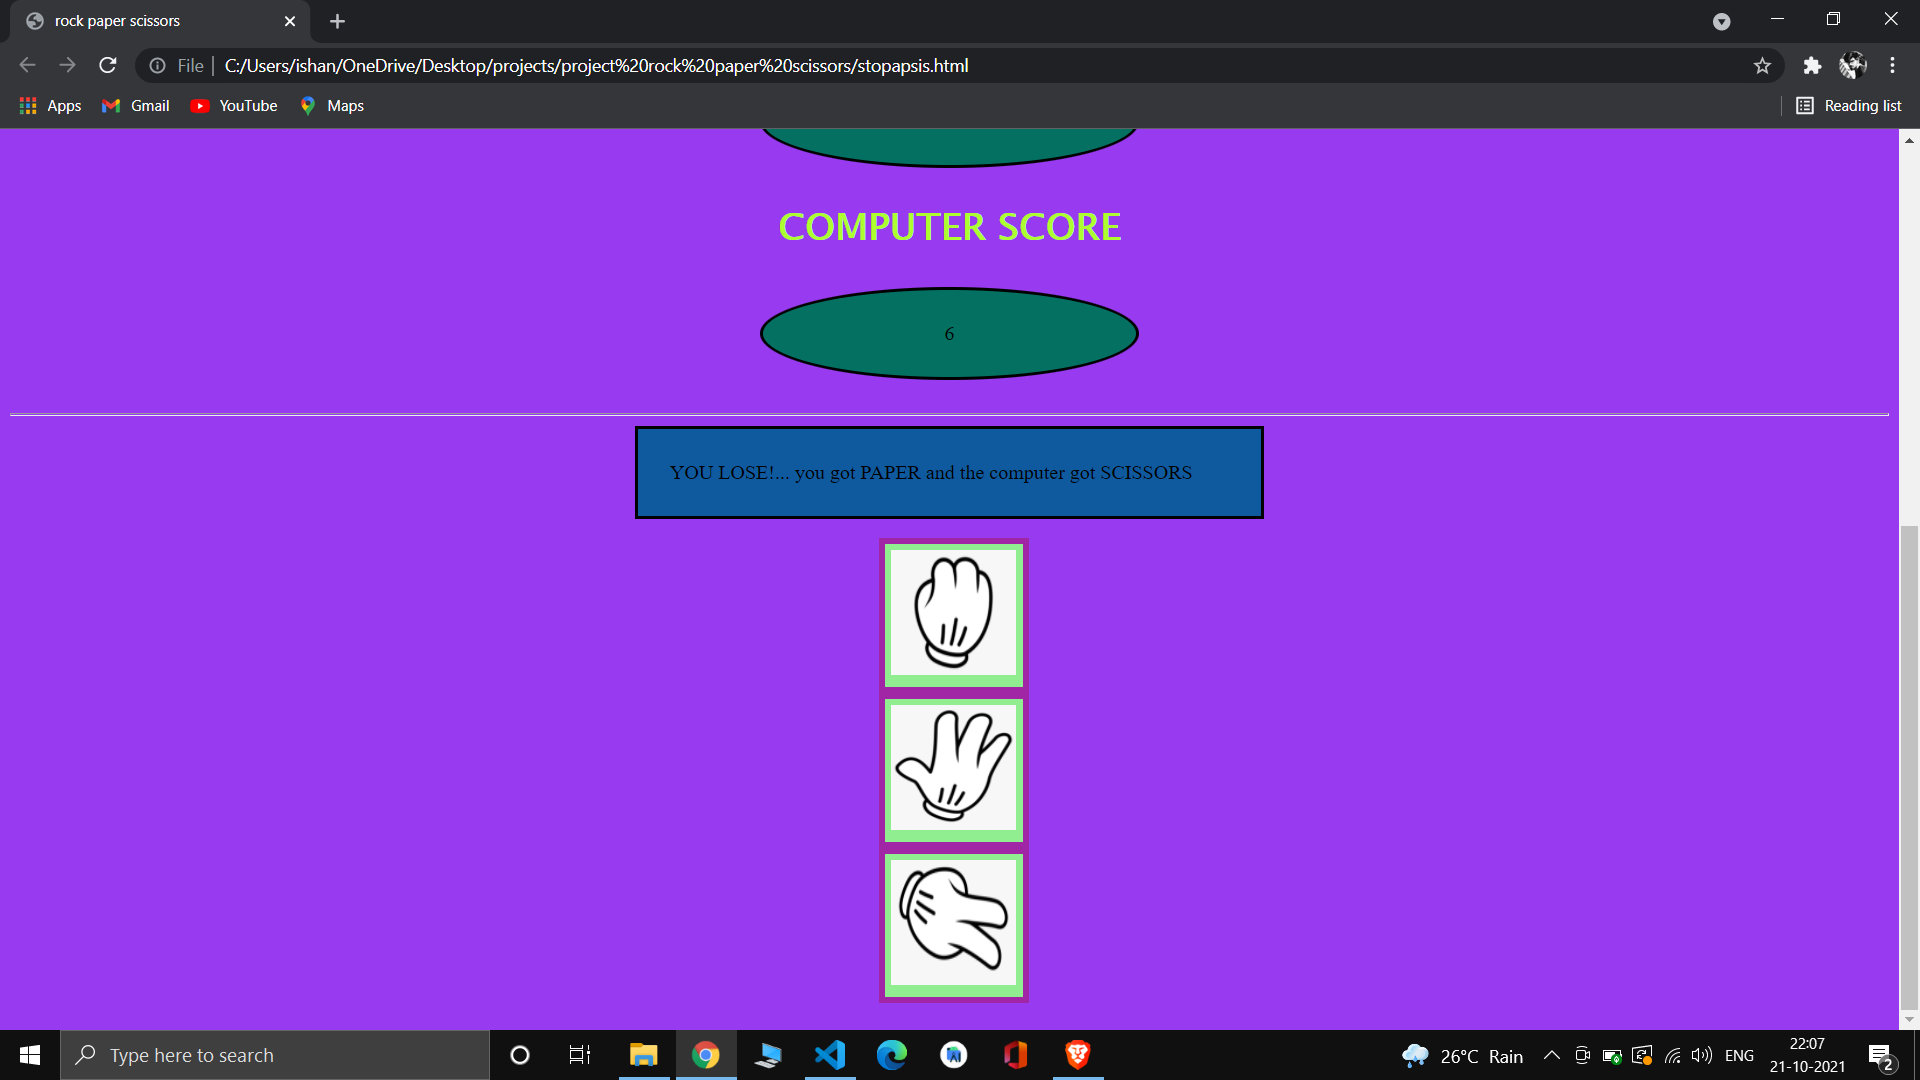 rock paper scissors
File | C:/Users/ishan/OneDrive/Desktop/projects/project%20rock%20paper%20scissors/stopapsis.html
Apps Gmail YouTube Maps Reading list
COMPUTER SCORE
6
YOU LOSE!... you got PAPER and the computer got SCISSORS
Type here to search
26°C Rain
ENG
22:07
21-10-2021
2